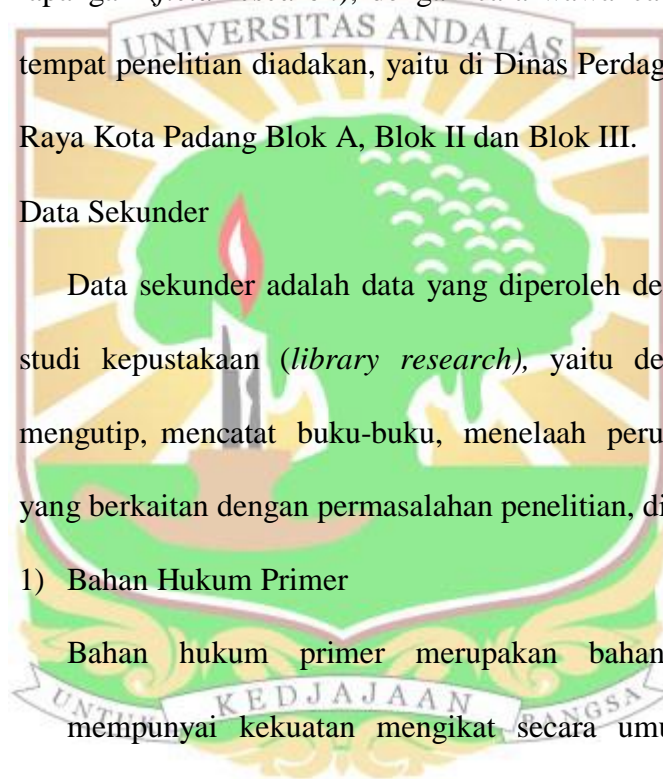 UNIVERSITAS ANDALAS
tempat penelitian diadakan, yaitu di Dinas Perdag
Raya Kota Padang Blok A, Blok II dan Blok III.
Data Sekunder
Data sekunder adalah data yang diperoleh de
studi kepustakaan (library research), yaitu de
mengutip, mencatat buku-buku, menelaah peru
yang berkaitan dengan permasalahan penelitian, di
1) Bahan Hukum Primer
Bahan hukum primer merupakan bahan
UNTUK KEDJAJAAN BANGSA
mempunyai kekuatan mengikat secara umu